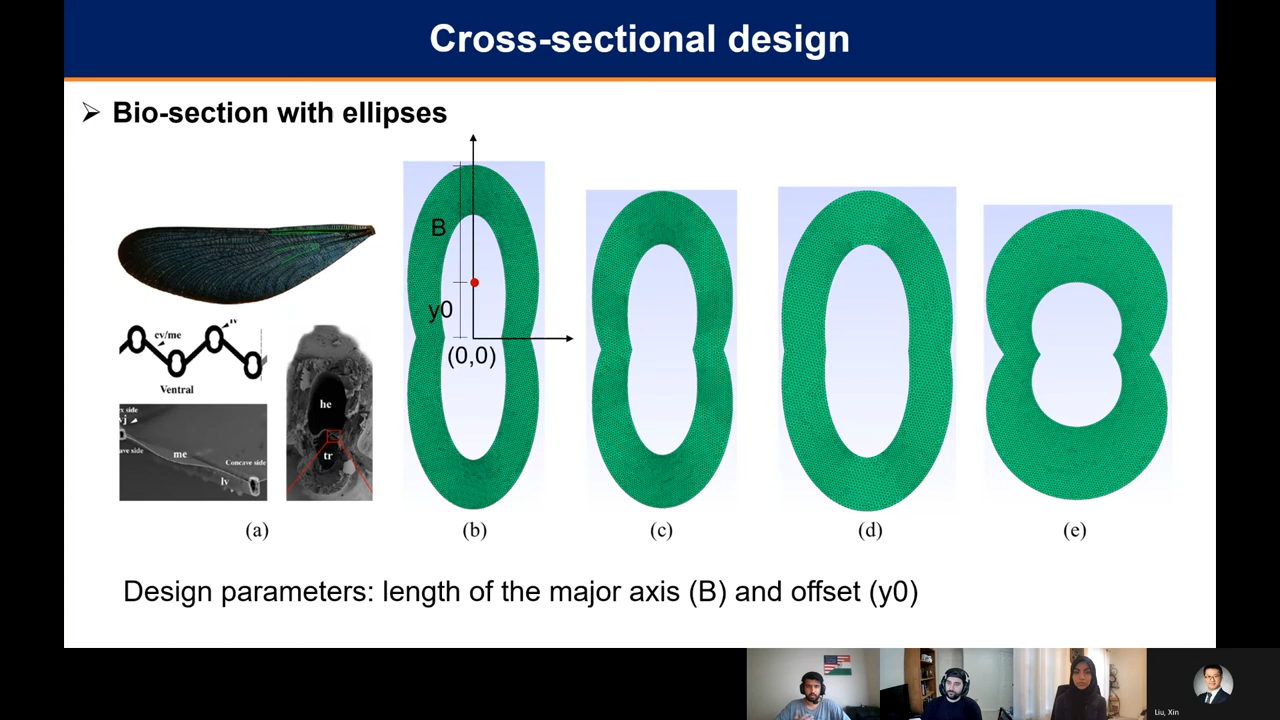 Cross-sectional design
➢ Bio-section with ellipses
B
y0
(0,0)
cv/me
Ventral
he
tr
me
Concave side
lv
(a)
(b)
(c)
(d)
(e)
Design parameters: length of the major axis (B) and offset (y0)
Liu, Xin